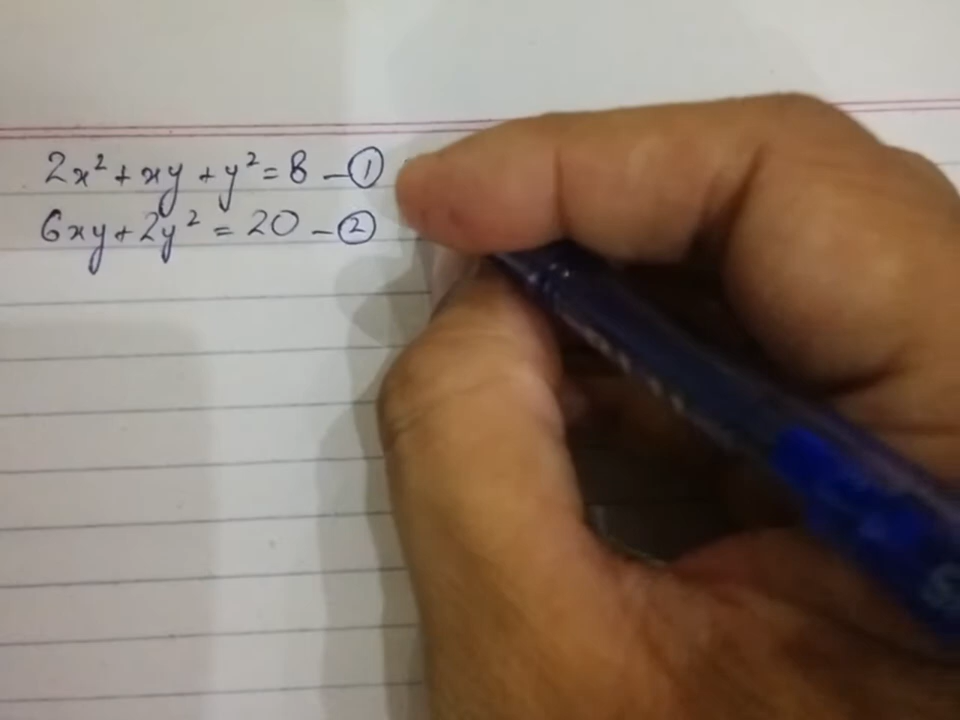 2x² + xy + y² = 8 – ①
6xy + 2y² = 20 – ②